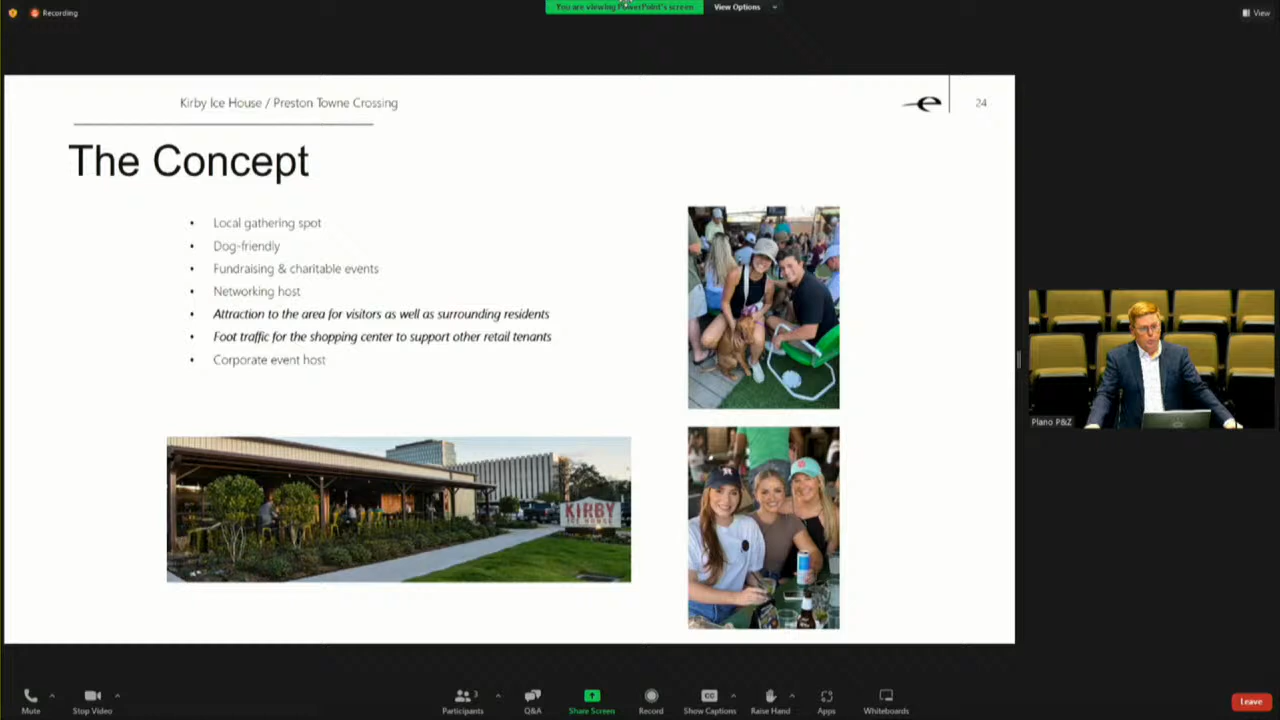 Recording
You are viewing PowerPoint's screen
View Options
View
Kirby Ice House / Preston Towne Crossing
24
The Concept
• Local gathering spot
• Dog-friendly
• Fundraising & charitable events
• Networking host
• Attraction to the area for visitors as well as surrounding residents
• Foot traffic for the shopping center to support other retail tenants
• Corporate event host
KIRBY
ICE HOUSE
Plano P&Z
Mute
Stop Video
Participants
3
Q&A
Share Screen
CC
Record
Show Captions
Raise Hand
Apps
Whiteboards
Leave